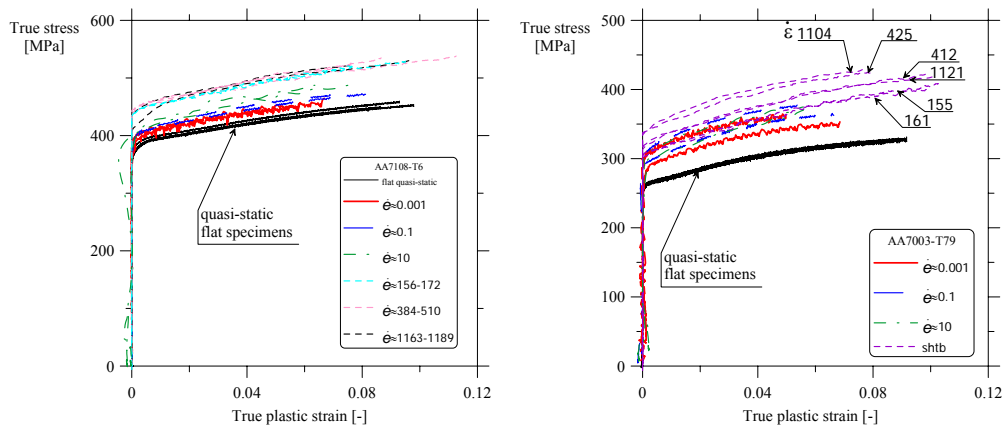 True stress
[MPa]
600
400
200
0
0
0.04
0.08
0.12
True plastic strain [-]
quasi-static
flat specimens
AA7108-T6
flat quasi-static
ė≈0.001
ė≈0.1
ė≈10
ė≈156-172
ė≈384-510
ė≈1163-1189
True stress
[MPa]
500
400
300
200
100
0
0
0.04
0.08
0.12
True plastic strain [-]
ε̇ 1104
425
412
1121
155
161
quasi-static
flat specimens
AA7003-T79
ė≈0.001
ė≈0.1
ė≈10
shtb